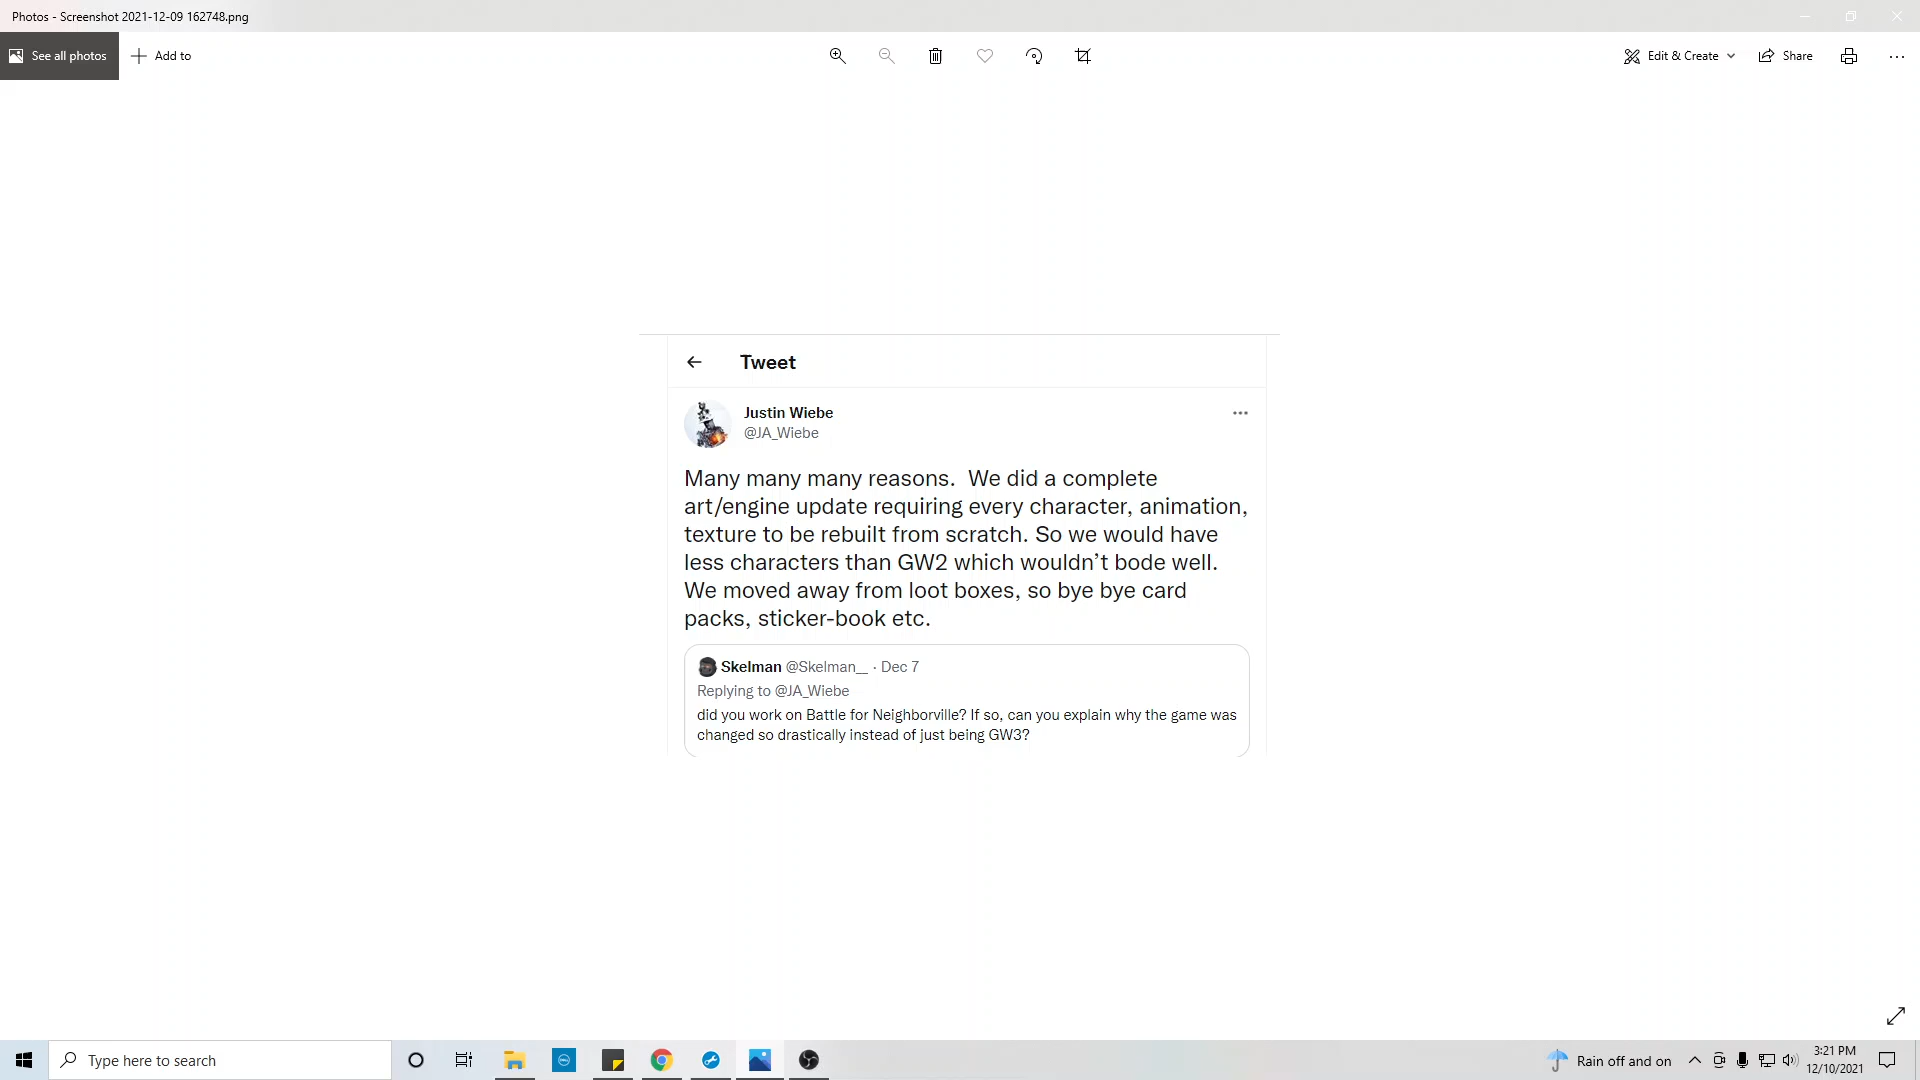 Photos - Screenshot 2021-12-09 162748.png
See all photos
Add to
Edit & Create
Share
Tweet
Justin Wiebe
@JA_Wiebe
Many many many reasons.  We did a complete
art/engine update requiring every character, animation,
texture to be rebuilt from scratch. So we would have
less characters than GW2 which wouldn’t bode well.
We moved away from loot boxes, so bye bye card
packs, sticker-book etc.
Skelman @Skelman__ · Dec 7
Replying to @JA_Wiebe
did you work on Battle for Neighborville? If so, can you explain why the game was
changed so drastically instead of just being GW3?
Type here to search
DELL
Rain off and on
3:21 PM
12/10/2021